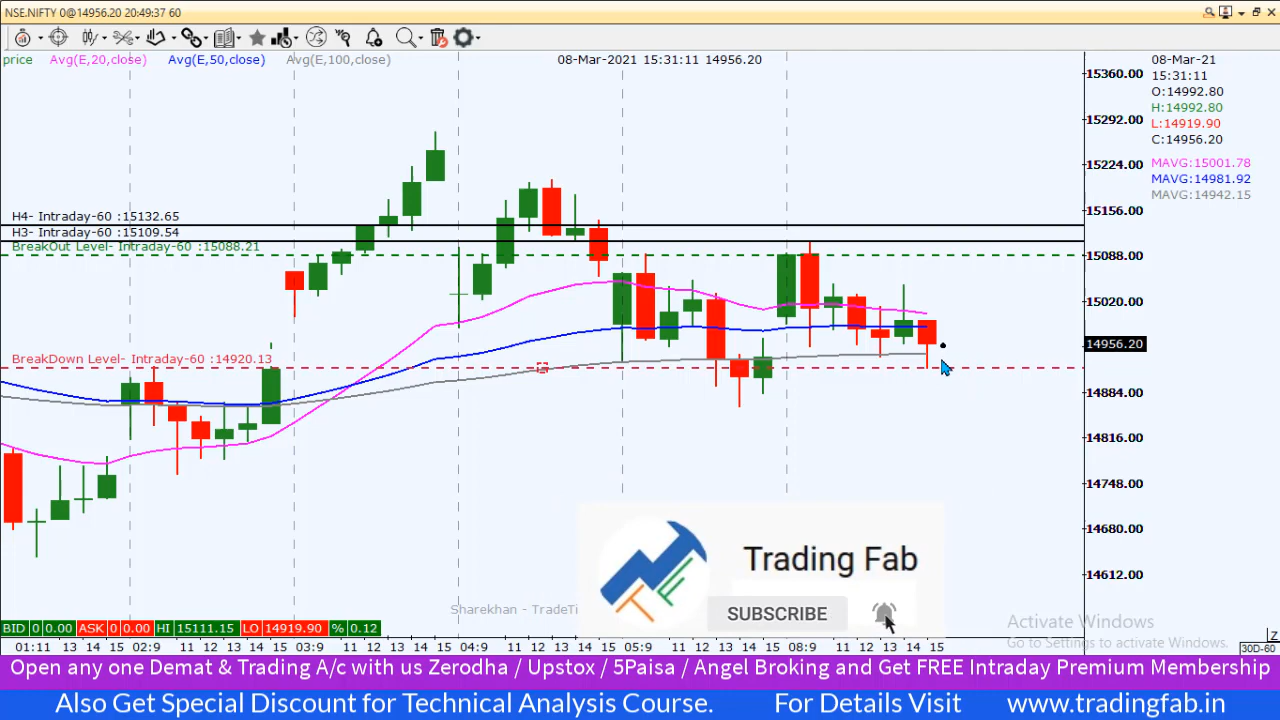 NSE.NIFTY 0@14956.20 20:49:37 60
price Avg(E,20,close) Avg(E,50,close) Avg(E,100,close) 08-Mar-2021 15:31:11 14956.20
08-Mar-21
15:31:11
O:14992.80
H:14992.80
L:14919.90
C:14956.20
MAVG:15001.78
MAVG:14981.92
MAVG:14942.15
15360.00
15292.00
15224.00
15156.00
15088.00
15020.00
14956.20
14884.00
14816.00
14748.00
14680.00
14612.00
H4- Intraday-60 :15132.65
H3- Intraday-60 :15109.54
BreakOut Level- Intraday-60 :15088.21
BreakDown Level- Intraday-60 :14920.13
Trading Fab
SUBSCRIBE
Sharekhan - TradeTi
Activate Windows
Go to Settings to activate Windows.
BID 0 0.00 ASK 0 0.00 HI 15111.15 LO 14919.90 % 0.12
01:11 13 14 15 02:9 11 12 13 14 15 03:9 11 12 13 14 15 04:9 11 12 13 14 15 05:9 11 12 13 14 15 08:9 11 12 13 14 15
Z
30D-60
Open any one Demat & Trading A/c with us Zerodha / Upstox / 5Paisa / Angel Broking and Get FREE Intraday Premium Membership
Also Get Special Discount for Technical Analysis Course. For Details Visit www.tradingfab.in